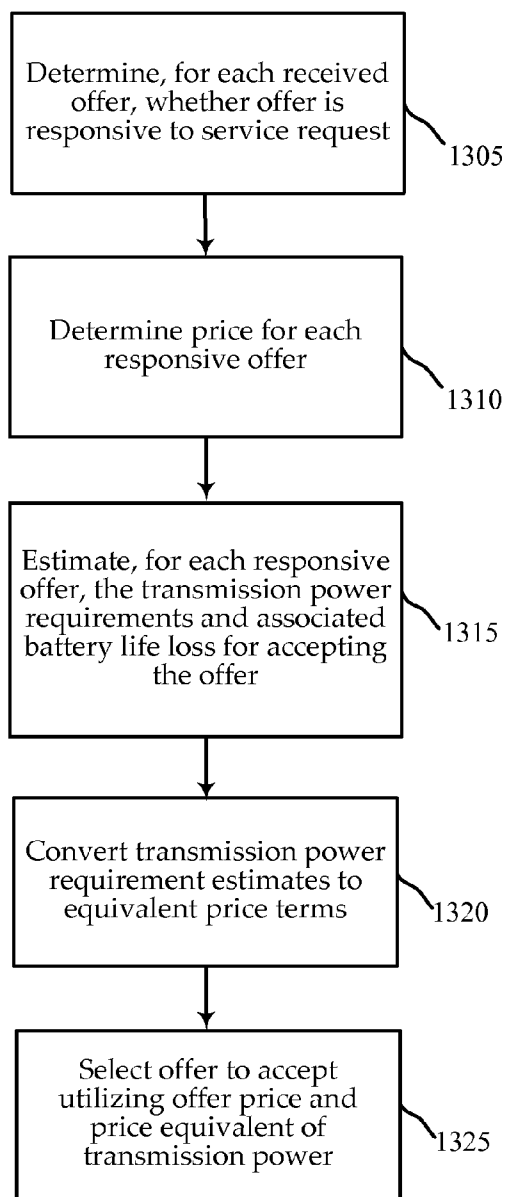 Determine, for each received
offer, whether offer is
responsive to service request
1305
Determine price for each
responsive offer
1310
Estimate, for each responsive
offer, the transmission power
requirements and associated
battery life loss for accepting
the offer
1315
Convert transmission power
requirement estimates to
equivalent price terms
1320
Select offer to accept
utilizing offer price and
price equivalent of
transmission power
1325